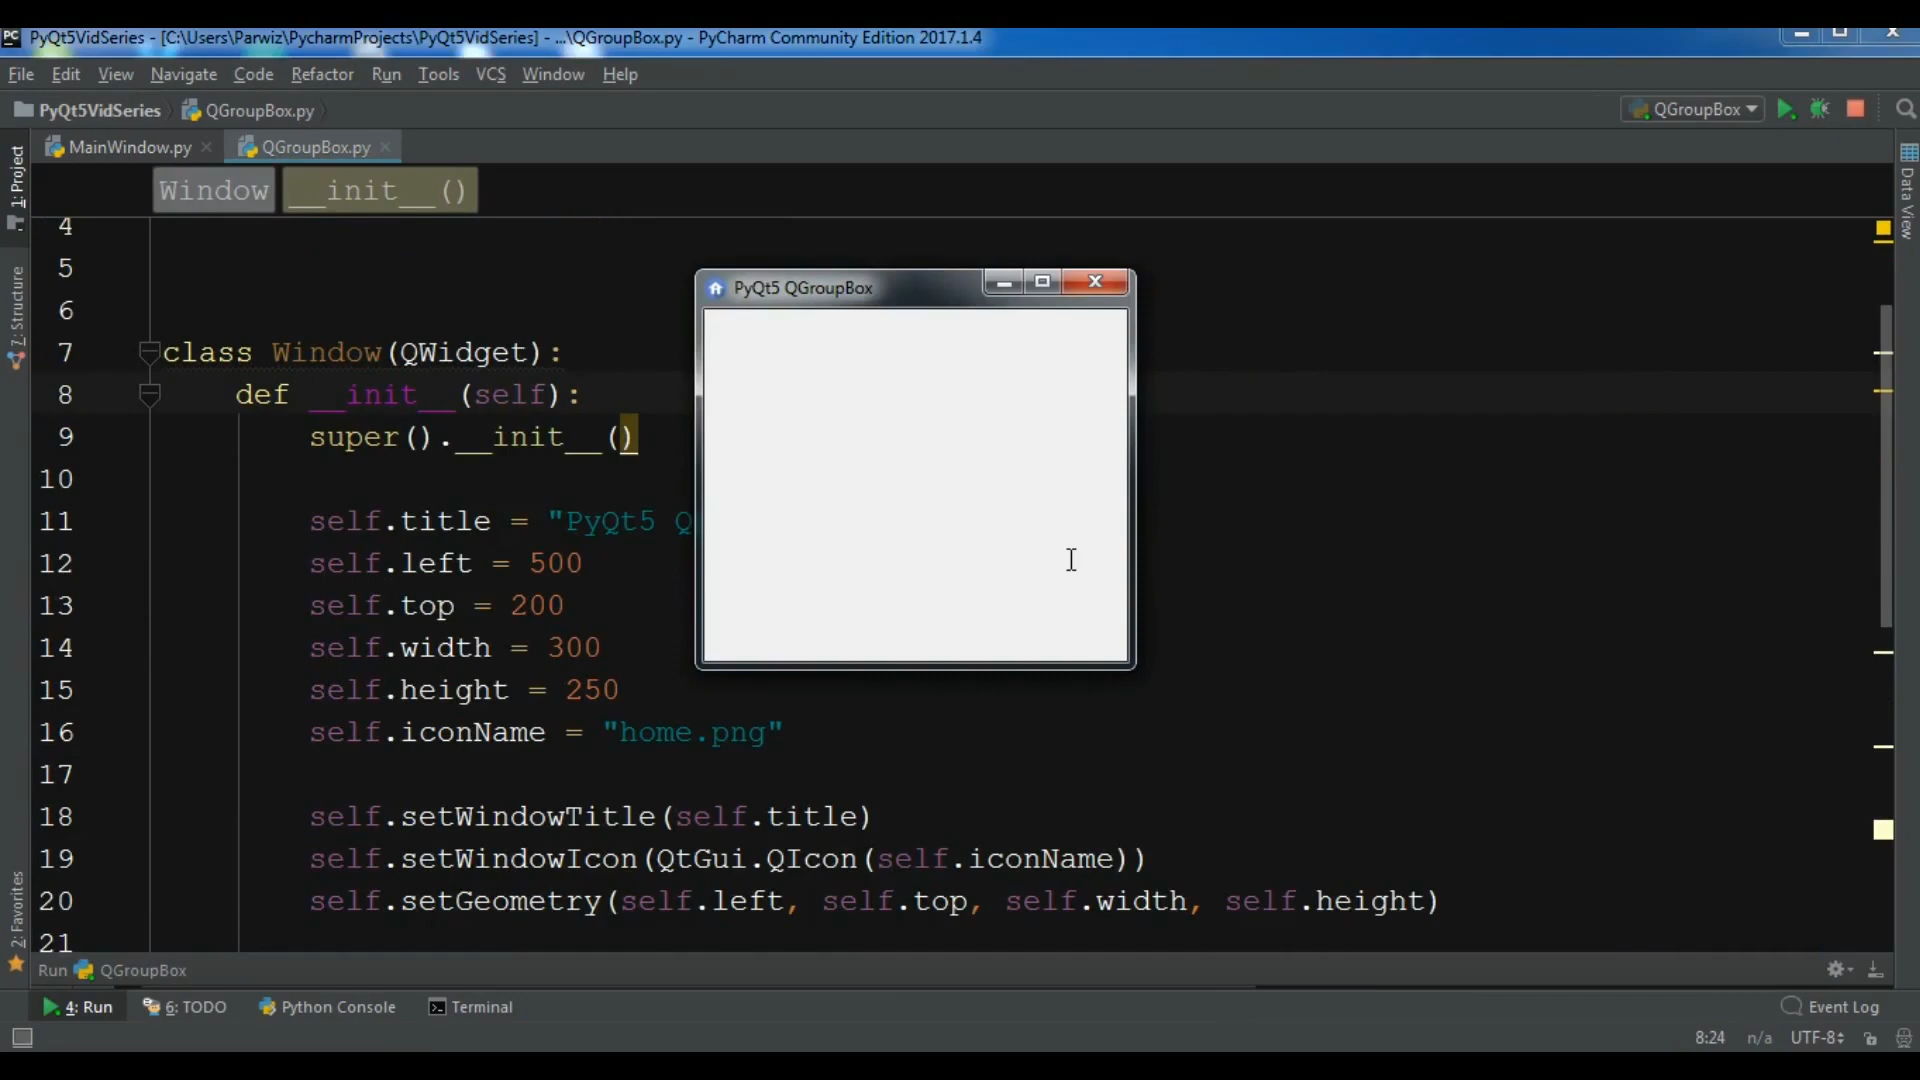 PyQt5VidSeries - [C:\Users\Parwiz\PycharmProjects\PyQt5VidSeries] - ...\QGroupBox.py - PyCharm Community Edition 2017.1.4
File Edit View Navigate Code Refactor Run Tools VCS Window Help
PyQt5VidSeries QGroupBox.py QGroupBox
MainWindow.py QGroupBox.py
1: Project
7: Structure
2: Favorites
Data View
Window __init__()
4
5
6
7 class Window(QWidget):
8 def __init__(self):
9 super().__init__()
10
11 self.title = "PyQt5 Q
12 self.left = 500
13 self.top = 200
14 self.width = 300
15 self.height = 250
16 self.iconName = "home.png"
17
18 self.setWindowTitle(self.title)
19 self.setWindowIcon(QtGui.QIcon(self.iconName))
20 self.setGeometry(self.left, self.top, self.width, self.height)
21
PyQt5 QGroupBox
Run QGroupBox
4: Run 6: TODO Python Console Terminal Event Log
8:24 n/a UTF-8